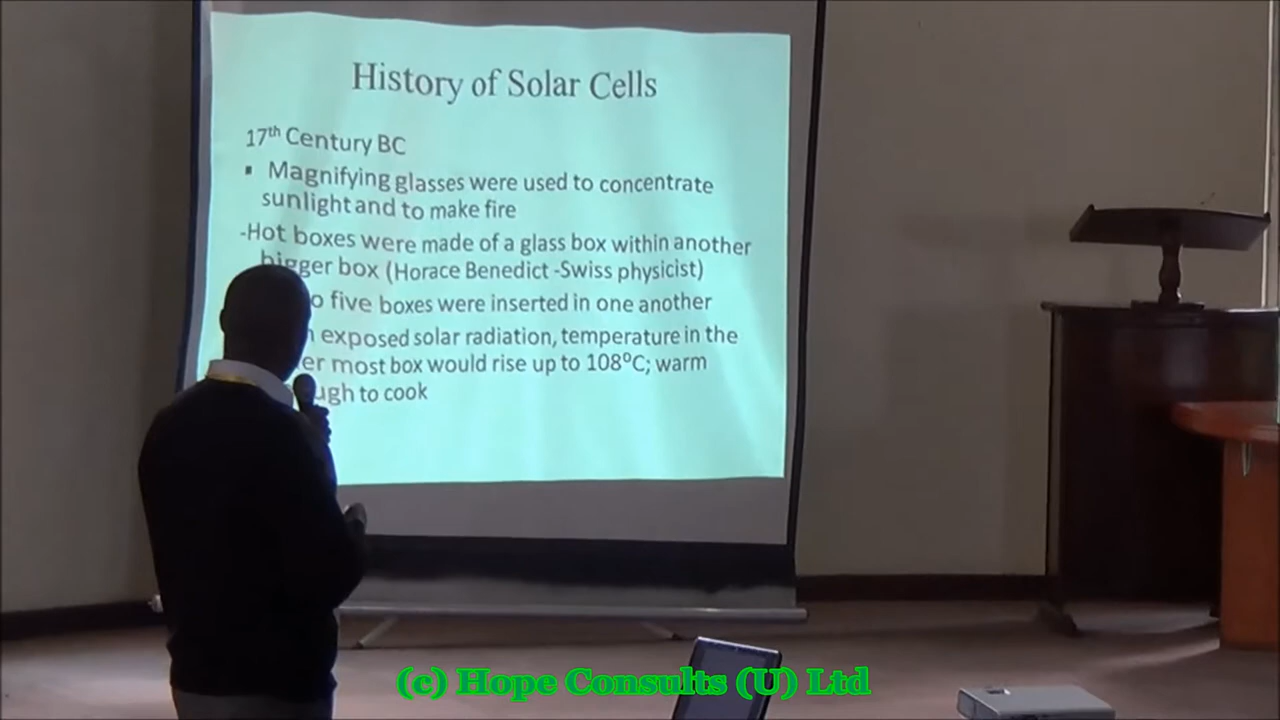 History of Solar Cells
17th Century BC
▪ Magnifying glasses were used to concentrate
sunlight and to make fire
-Hot boxes were made of a glass box within another
bigger box (Horace Benedict -Swiss physicist)
five boxes were inserted in one another
exposed solar radiation, temperature in the
most box would rise up to 108⁰C; warm
to cook
(c) Hope Consults (U) Ltd